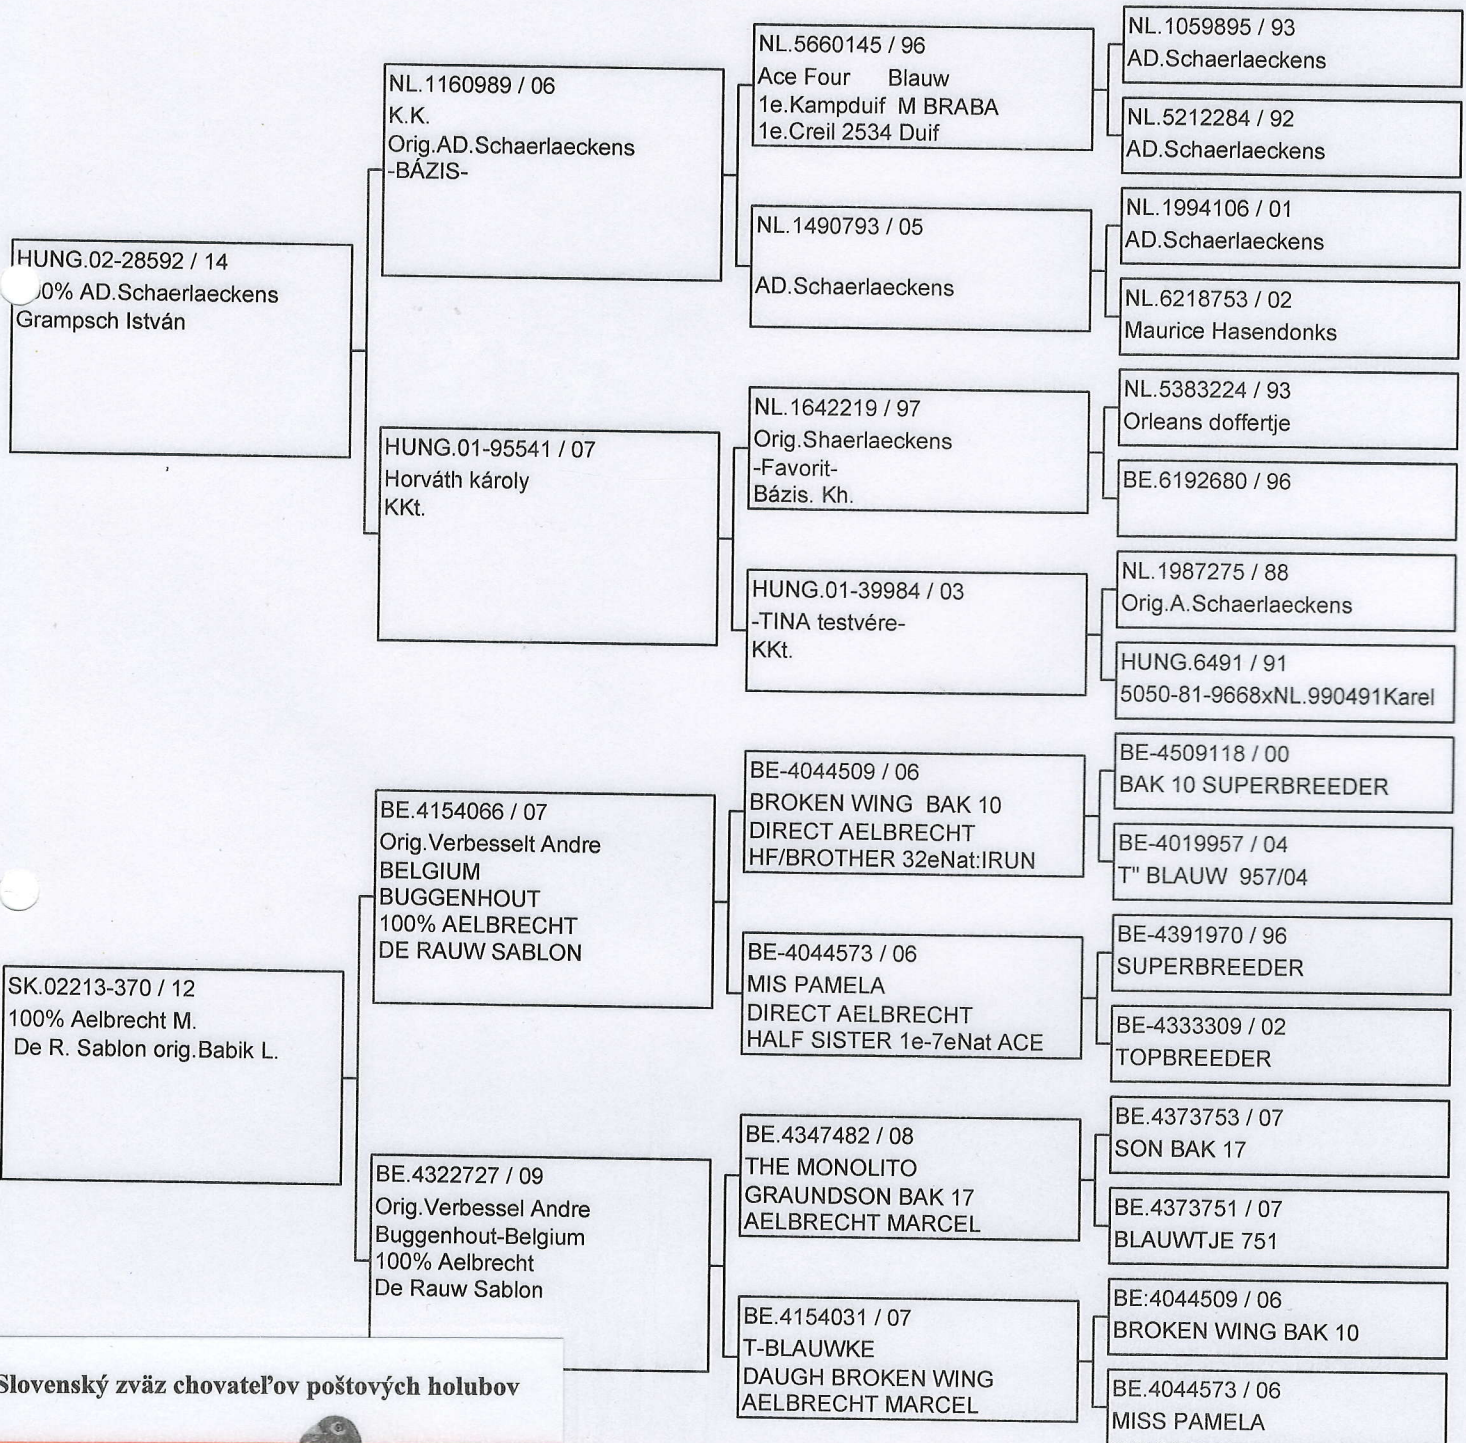 HUNG.02-28592 / 14
0% AD.Schaerlaeckens
Grampsch István
SK.02213-370 / 12
100% Aelbrecht M.
De R. Sablon orig.Babik L.
NL.1160989 / 06
K.K.
Orig.AD.Schaerlaeckens
-BÁZIS-
HUNG.01-95541 / 07
Horváth károly
KKt.
BE.4154066 / 07
Orig.Verbesselt Andre
BELGIUM
BUGGENHOUT
100% AELBRECHT
DE RAUW SABLON
BE.4322727 / 09
Orig.Verbessel Andre
Buggenhout-Belgium
100% Aelbrecht
De Rauw Sablon
NL.5660145 / 96
Ace Four Blauw
1e.Kampduif M BRABA
1e.Creil 2534 Duif
NL.1490793 / 05
AD.Schaerlaeckens
NL.1642219 / 97
Orig.Shaerlaeckens
-Favorit-
Bázis. Kh.
HUNG.01-39984 / 03
-TINA testvére-
KKt.
BE-4044509 / 06
BROKEN WING BAK 10
DIRECT AELBRECHT
HF/BROTHER 32eNat:IRUN
BE-4044573 / 06
MIS PAMELA
DIRECT AELBRECHT
HALF SISTER 1e-7eNat ACE
BE.4347482 / 08
THE MONOLITO
GRAUNDSON BAK 17
AELBRECHT MARCEL
BE.4154031 / 07
T-BLAUWKE
DAUGH BROKEN WING
AELBRECHT MARCEL
NL.1059895 / 93
AD.Schaerlaeckens
NL.5212284 / 92
AD.Schaerlaeckens
NL.1994106 / 01
AD.Schaerlaeckens
NL.6218753 / 02
Maurice Hasendonks
NL.5383224 / 93
Orleans doffertje
BE.6192680 / 96
NL.1987275 / 88
Orig.A.Schaerlaeckens
HUNG.6491 / 91
5050-81-9668xNL.990491Karel
BE-4509118 / 00
BAK 10 SUPERBREEDER
BE-4019957 / 04
T" BLAUW 957/04
BE-4391970 / 96
SUPERBREEDER
BE-4333309 / 02
TOPBREEDER
BE.4373753 / 07
SON BAK 17
BE.4373751 / 07
BLAUWTJE 751
BE:4044509 / 06
BROKEN WING BAK 10
BE.4044573 / 06
MISS PAMELA
Slovenský zväz chovateľov poštových holubov